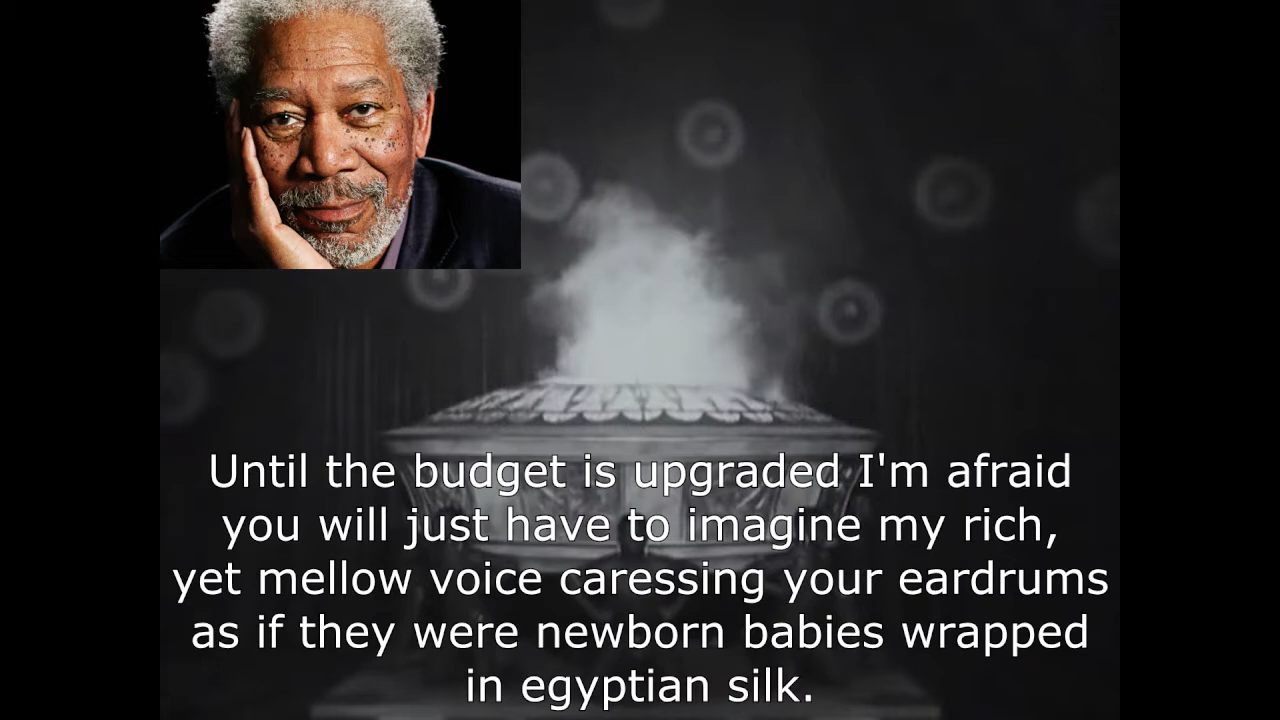 Until the budget is upgraded I'm afraid
you will just have to imagine my rich,
yet mellow voice caressing your eardrums
as if they were newborn babies wrapped
in egyptian silk.